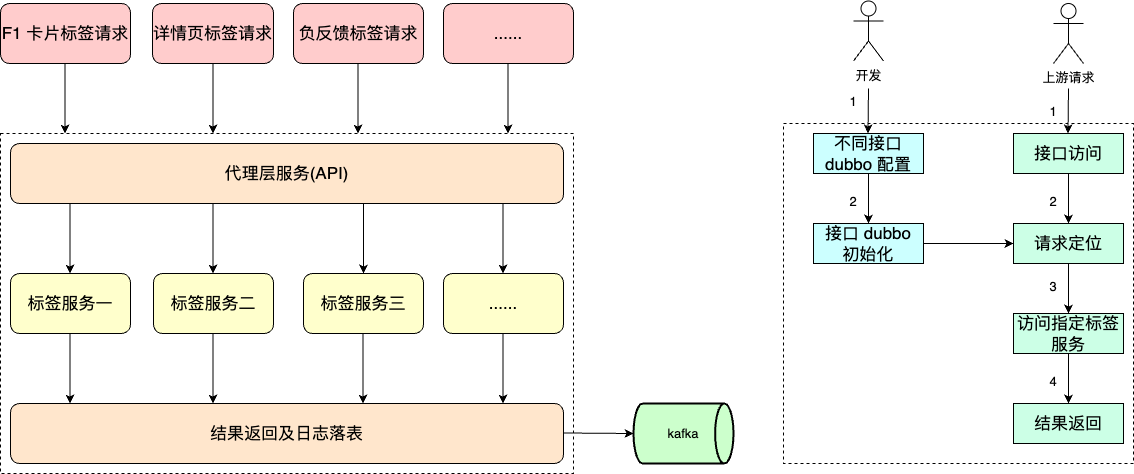 F1 卡片标签请求
详情页标签请求
负反馈标签请求
......
代理层服务(API)
标签服务一
标签服务二
标签服务三
......
结果返回及日志落表
kafka
开发
上游请求
1
1
不同接口
dubbo 配置
接口访问
2
2
接口 dubbo
初始化
请求定位
3
访问指定标签
服务
4
结果返回